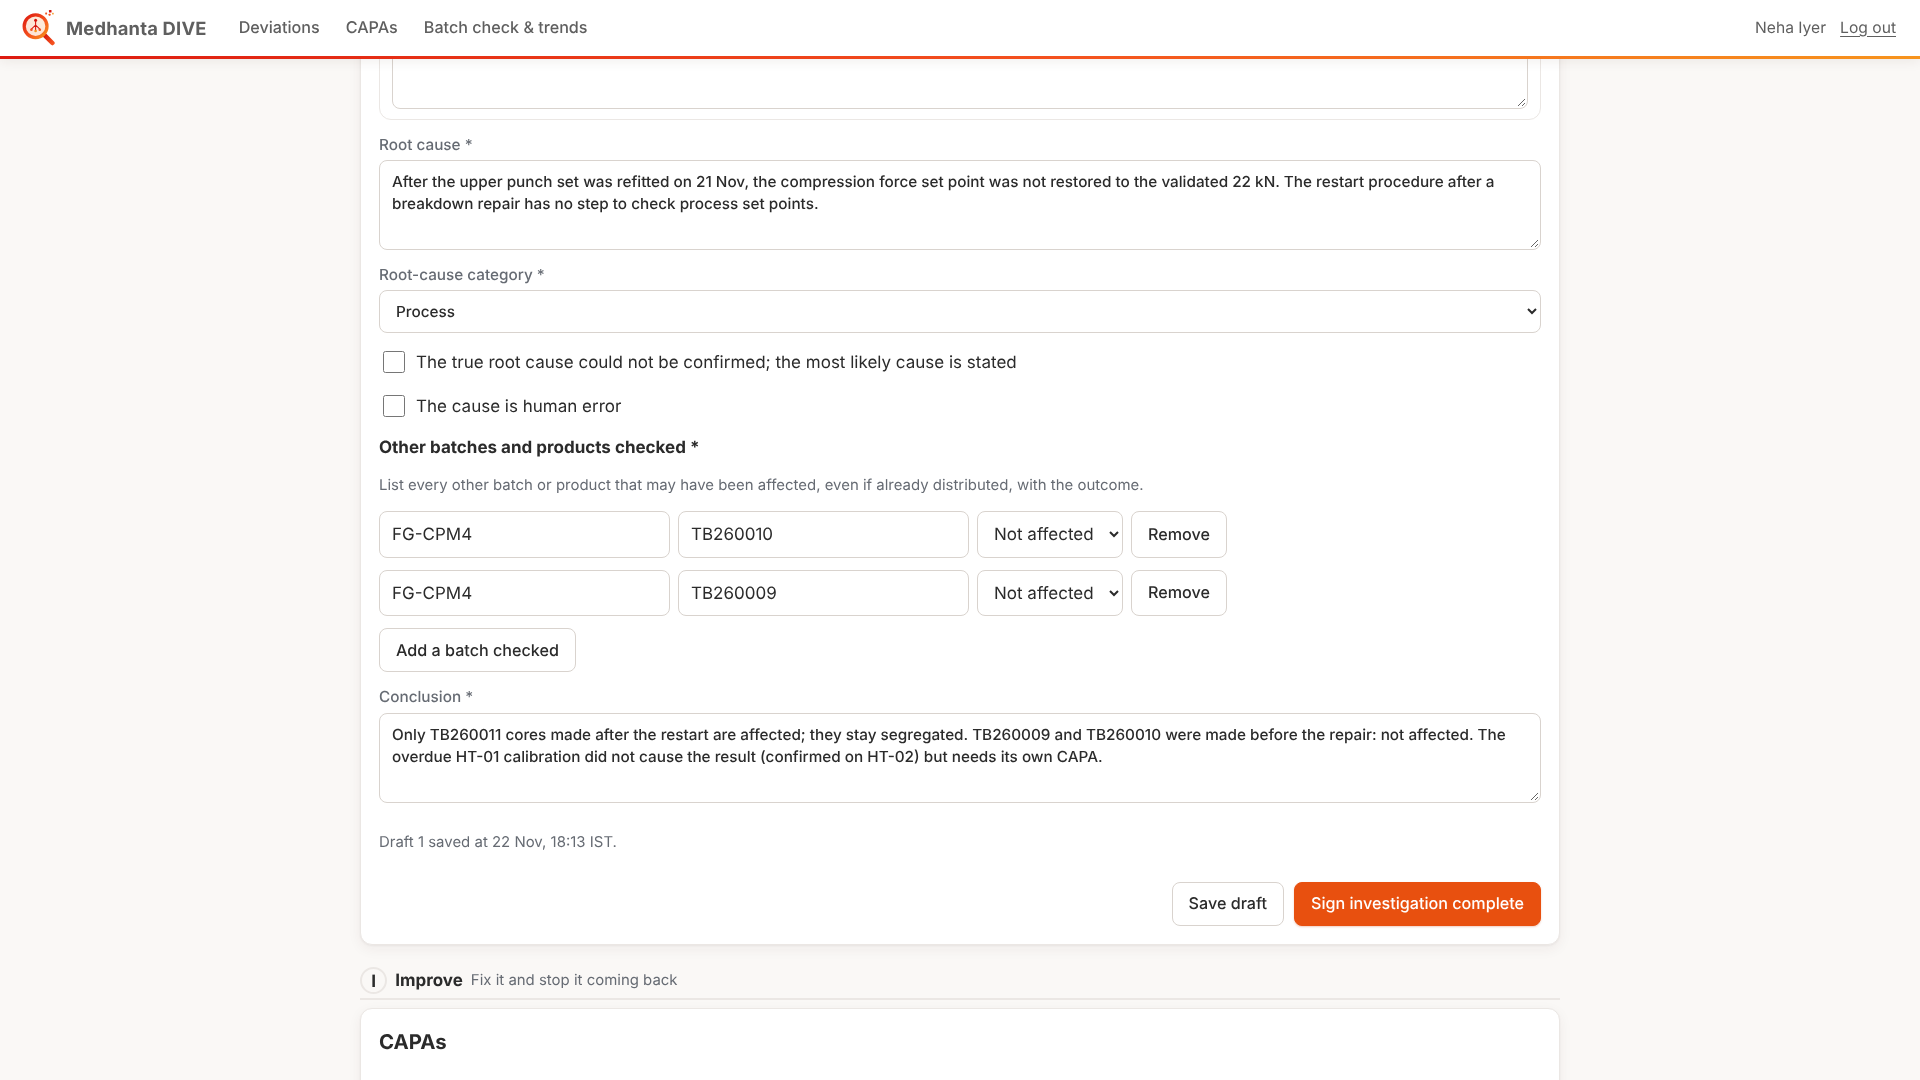 Medhanta DIVE
Deviations
CAPAs
Batch check & trends
Neha Iyer
Log out
Root cause *
After the upper punch set was refitted on 21 Nov, the compression force set point was not restored to the validated 22 kN. The restart procedure after a
breakdown repair has no step to check process set points.
Root-cause category *
Process
The true root cause could not be confirmed; the most likely cause is stated
The cause is human error
Other batches and products checked *
List every other batch or product that may have been affected, even if already distributed, with the outcome.
FG-CPM4 TB260010 Not affected Remove
FG-CPM4 TB260009 Not affected Remove
Add a batch checked
Conclusion *
Only TB260011 cores made after the restart are affected; they stay segregated. TB260009 and TB260010 were made before the repair: not affected. The
overdue HT-01 calibration did not cause the result (confirmed on HT-02) but needs its own CAPA.
Draft 1 saved at 22 Nov, 18:13 IST.
Save draft
Sign investigation complete
I Improve Fix it and stop it coming back
CAPAs